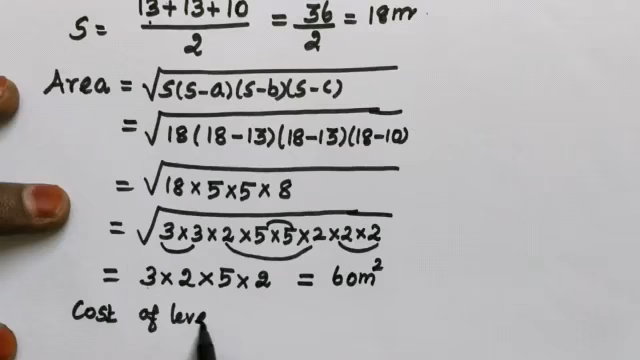 S = 13+13+10/2 = 36/2 = 18m
Area = √S(S-a)(S-b)(S-c)
= √18(18-13)(18-13)(18-10)
= √18×5×5×8
= √3×3×2×5×5×2×2×2
= 3×2×5×2 = 60m²
Cost of leve